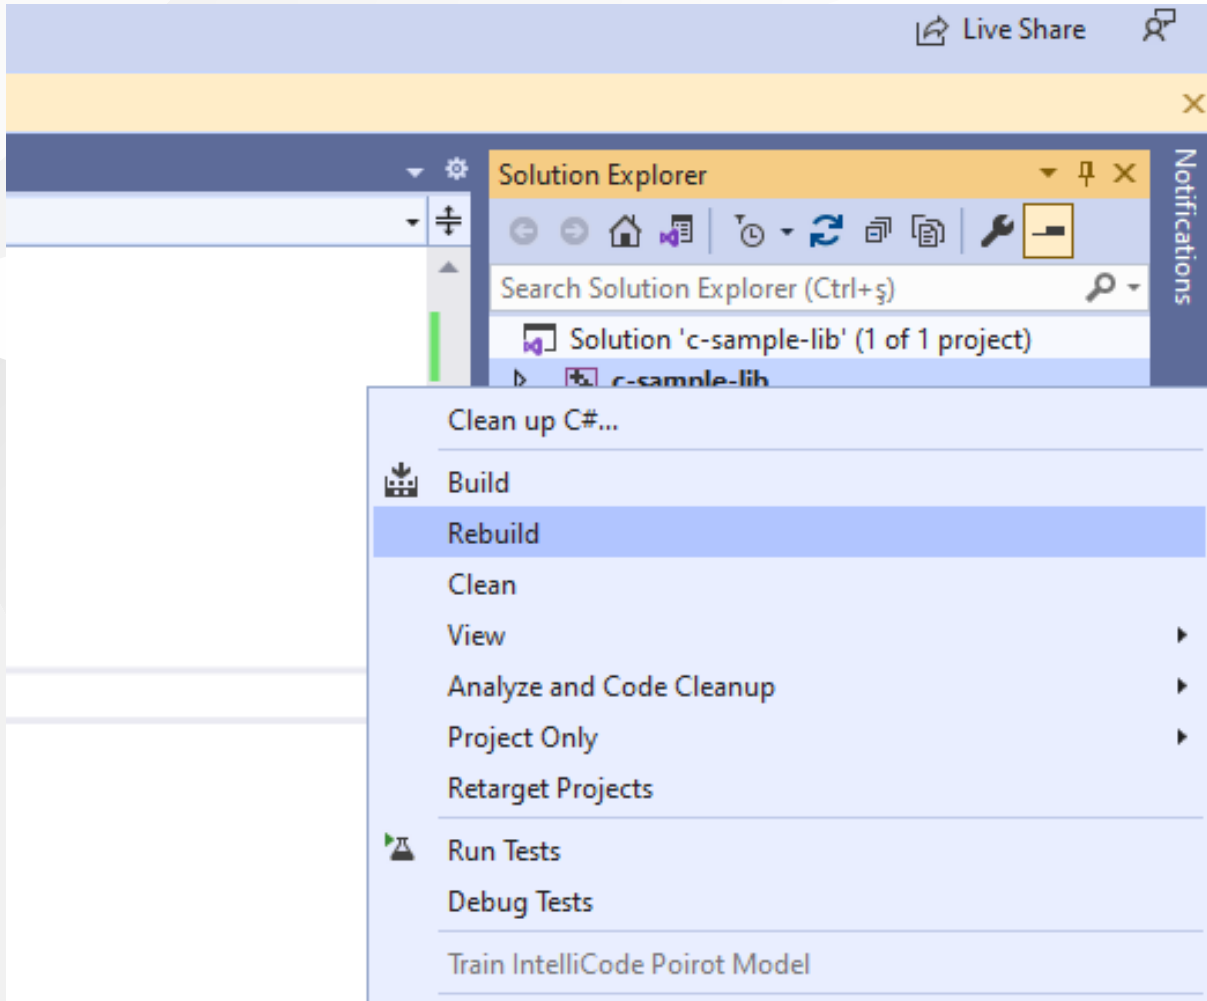 Live Share
Notifications
Solution Explorer
Search Solution Explorer (Ctrl+ş)
Solution 'c-sample-lib' (1 of 1 project)
c-sample-lib
Clean up C#...
Build
Rebuild
Clean
View
Analyze and Code Cleanup
Project Only
Retarget Projects
Run Tests
Debug Tests
Train IntelliCode Poirot Model